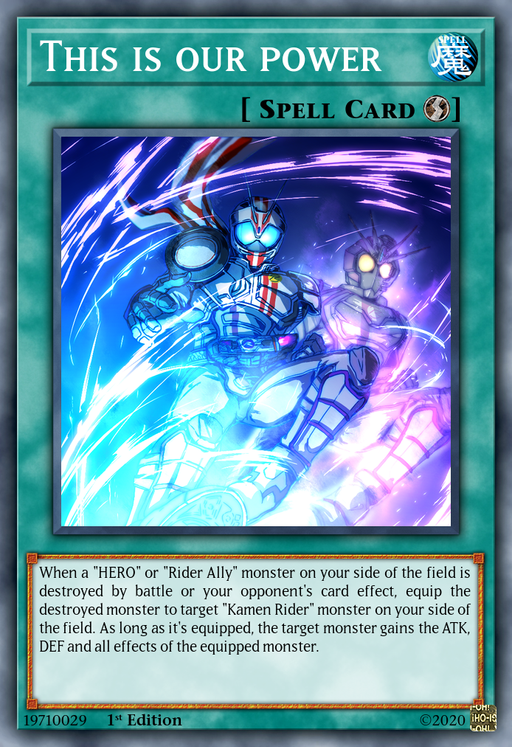 THIS IS OUR POWER
SPELL
魔
[ SPELL CARD ]
When a "HERO" or "Rider Ally" monster on your side of the field is
destroyed by battle or your opponent's card effect, equip the
destroyed monster to target "Kamen Rider" monster on your side of
the field. As long as it's equipped, the target monster gains the ATK,
DEF and all effects of the equipped monster.
19710029 1st Edition ©2020